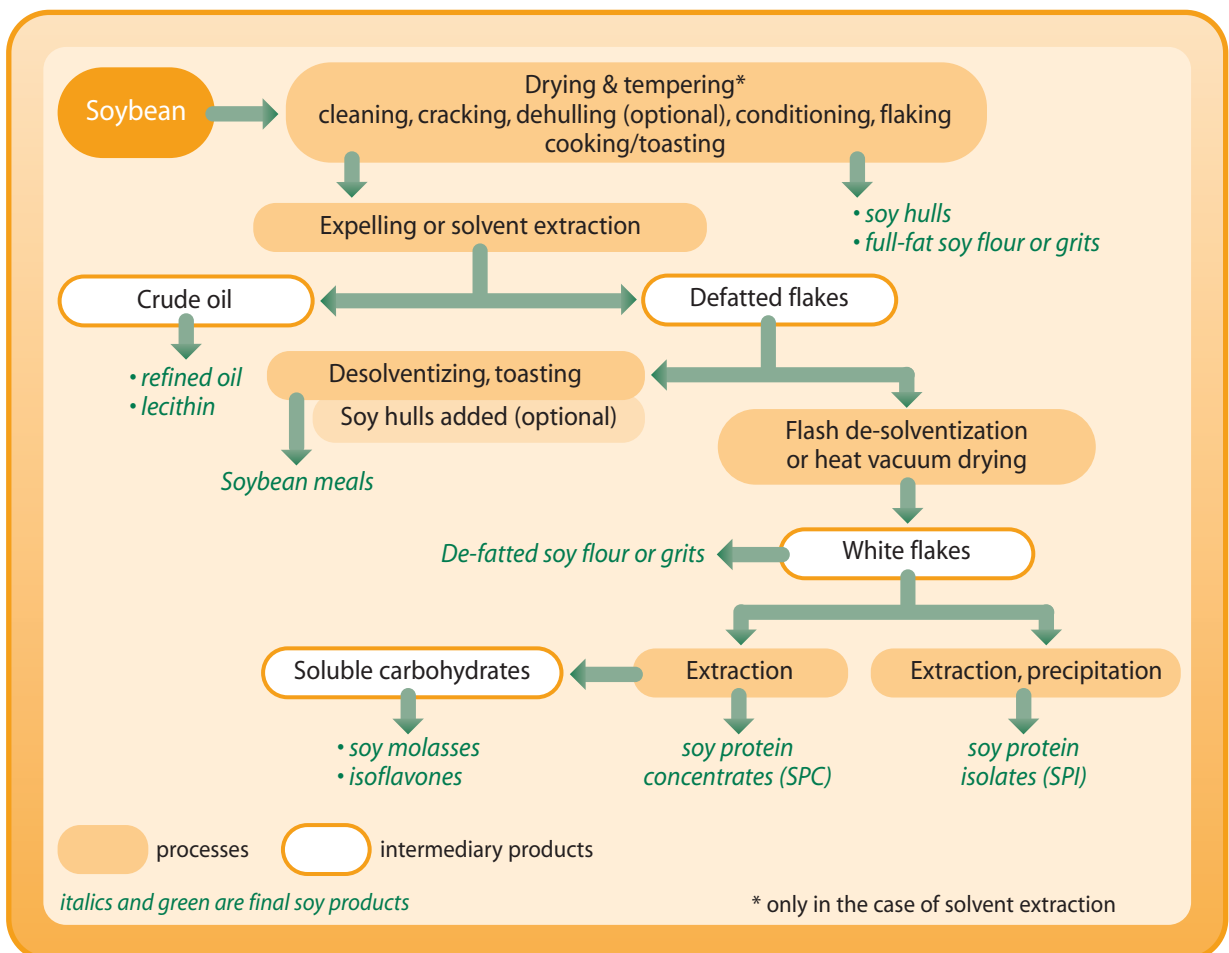 Soybean
Drying & tempering*
cleaning, cracking, dehulling (optional), conditioning, flaking
cooking/toasting
Expelling or solvent extraction
• soy hulls
• full-fat soy flour or grits
Crude oil
Defatted flakes
• refined oil
• lecithin
Desolventizing, toasting
Soy hulls added (optional)
Soybean meals
Flash de-solventization
or heat vacuum drying
De-fatted soy flour or grits
White flakes
Soluble carbohydrates
Extraction
Extraction, precipitation
• soy molasses
• isoflavones
soy protein
concentrates (SPC)
soy protein
isolates (SPI)
processes
intermediary products
italics and green are final soy products
* only in the case of solvent extraction